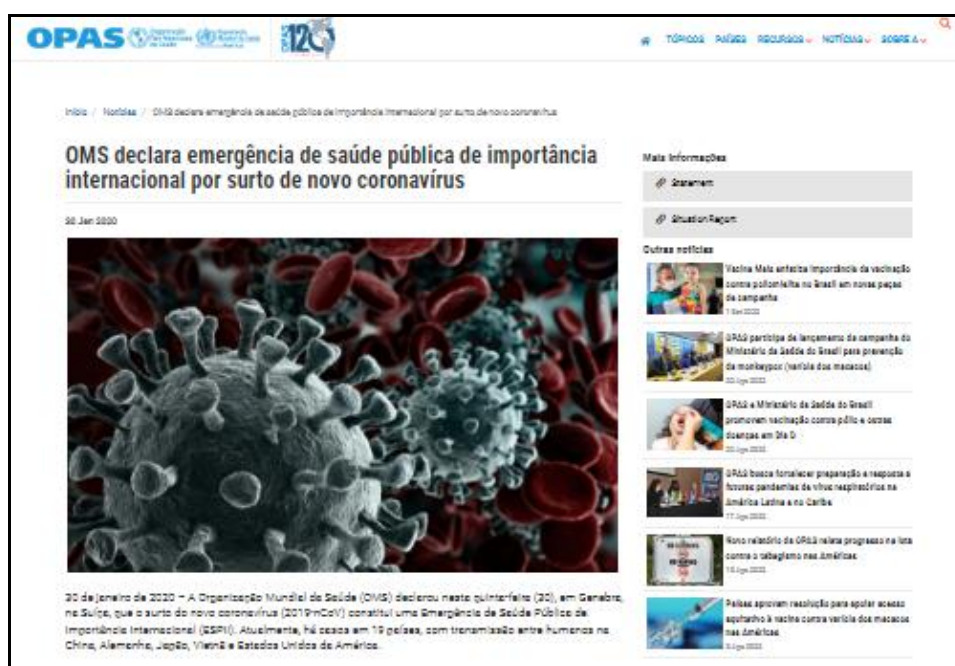 OPAS
OPAS 120
TÓPICOS PAÍSES RECURSOS NOTÍCIAS SOBRE A
Início / Notícias / OMS declara emergência de saúde pública de importância internacional por surto de novo coronavírus
OMS declara emergência de saúde pública de importância
internacional por surto de novo coronavírus
30 Jan 2020
Mais informações
Statement
Situation Report
Outras notícias
Vacina Mais enfatiza importância da vacinação
contra poliomielite no Brasil em novas peças
da campanha
OPAS participa de lançamento da campanha do
Ministério da Saúde do Brasil para prevenção
da monkeypox (varíola dos macacos)
OPAS e Ministério da Saúde do Brasil
promovem vacinação contra pólio e outras
doenças em Dia D
OPAS busca fortalecer preparação e resposta a
futuras pandemias de vírus respiratórios na
América Latina e no Caribe
Novo relatório da OPAS relata progresso na luta
contra o tabagismo nas Américas
Países aprovam resolução para apoiar acesso
equitativo à vacina contra varíola dos macacos
nas Américas
30 de janeiro de 2020 – A Organização Mundial de Saúde (OMS) declarou nesta quinta-feira (30), em Genebra,
na Suíça, que o surto do novo coronavírus (2019-nCoV) constitui uma Emergência de Saúde Pública de
Importância Internacional (ESPII). Atualmente, há casos em 19 países, com transmissão entre humanos na
China, Alemanha, Japão, Vietnã e Estados Unidos da América.